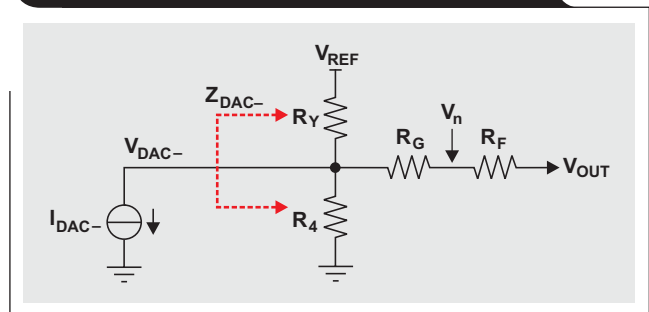 VREF
ZDAC–
RY
Vn
RG
RF
VDAC–
VOUT
R4
IDAC–